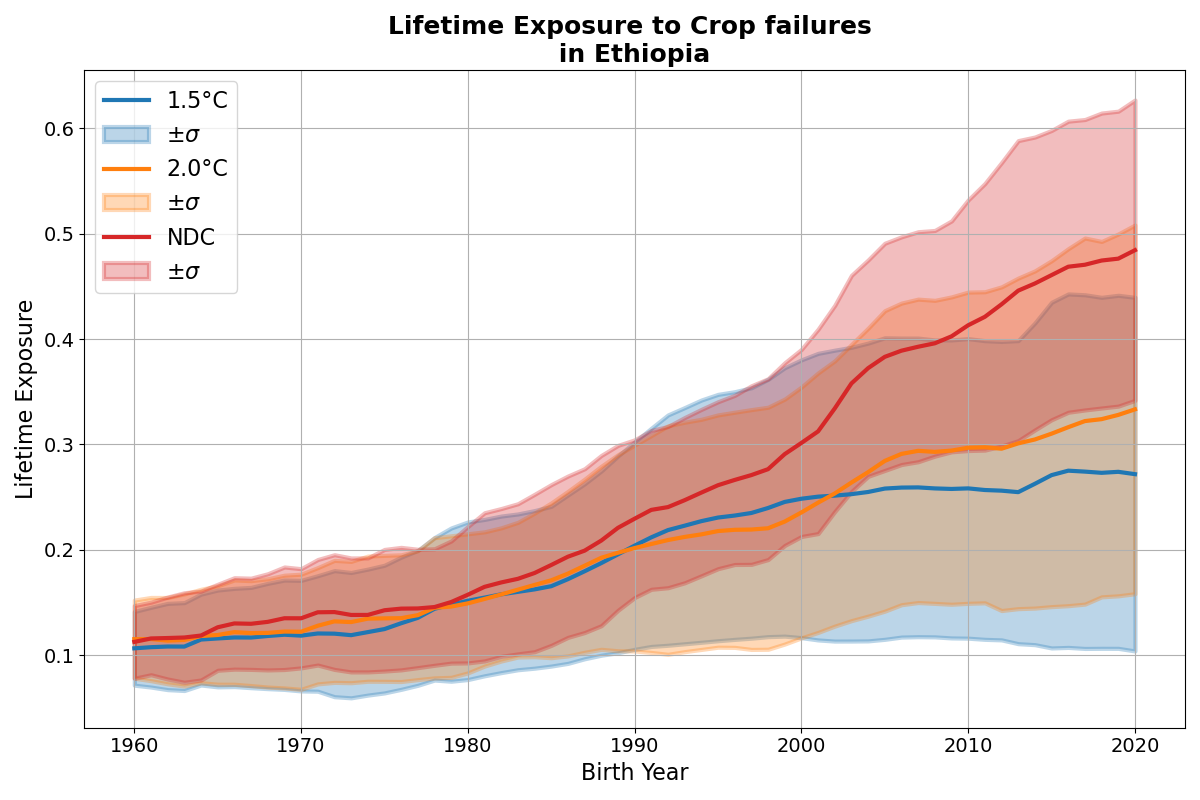 Lifetime Exposure to Crop failures
in Ethiopia
1.5°C
±σ
2.0°C
±σ
NDC
±σ
Lifetime Exposure
0.6
0.5
0.4
0.3
0.2
0.1
1960 1970 1980 1990 2000 2010 2020
Birth Year